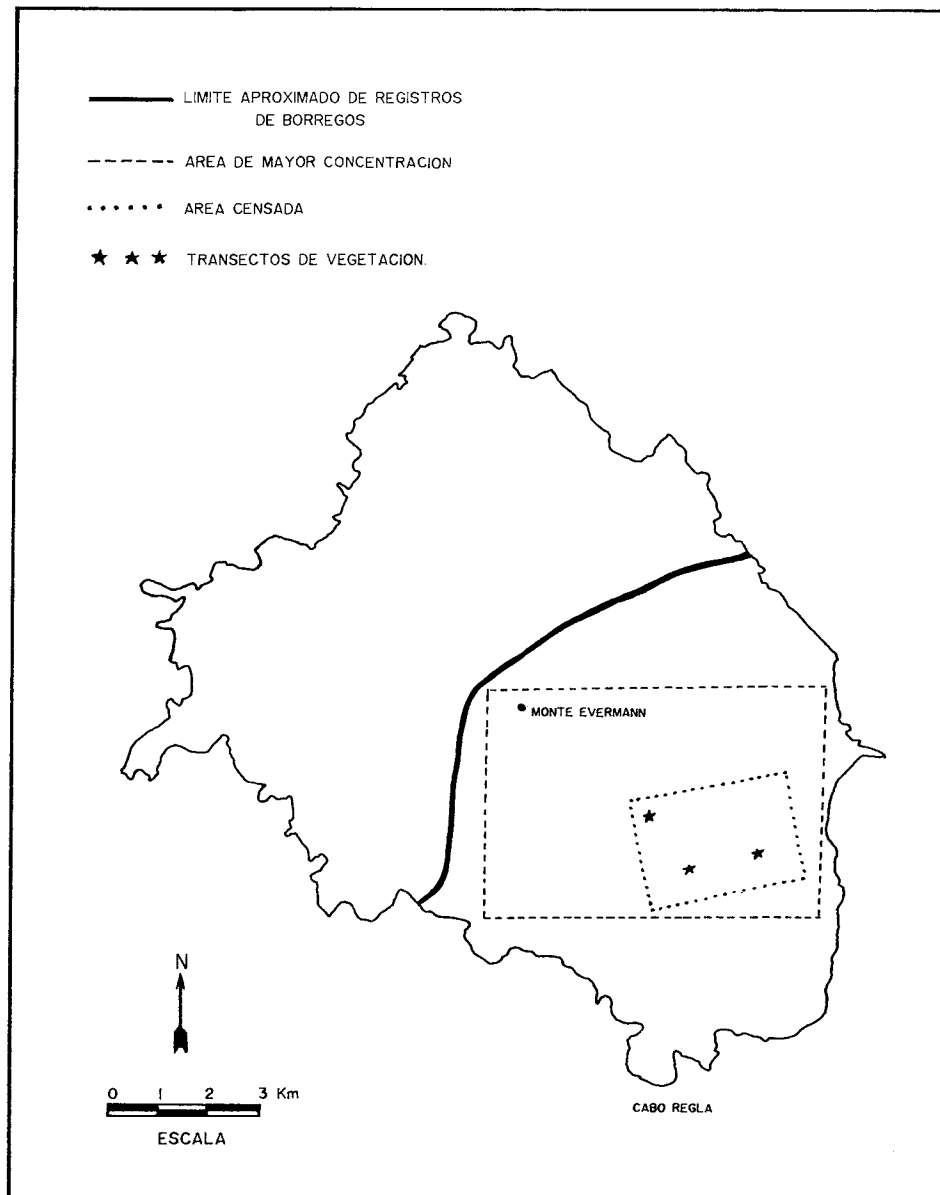 LIMITE APROXIMADO DE REGISTROS
DE BORREGOS
AREA DE MAYOR CONCENTRACION
AREA CENSADA
TRANSECTOS DE VEGETACION.
MONTE EVERMANN
N
0 1 2 3 Km
ESCALA
CABO REGLA